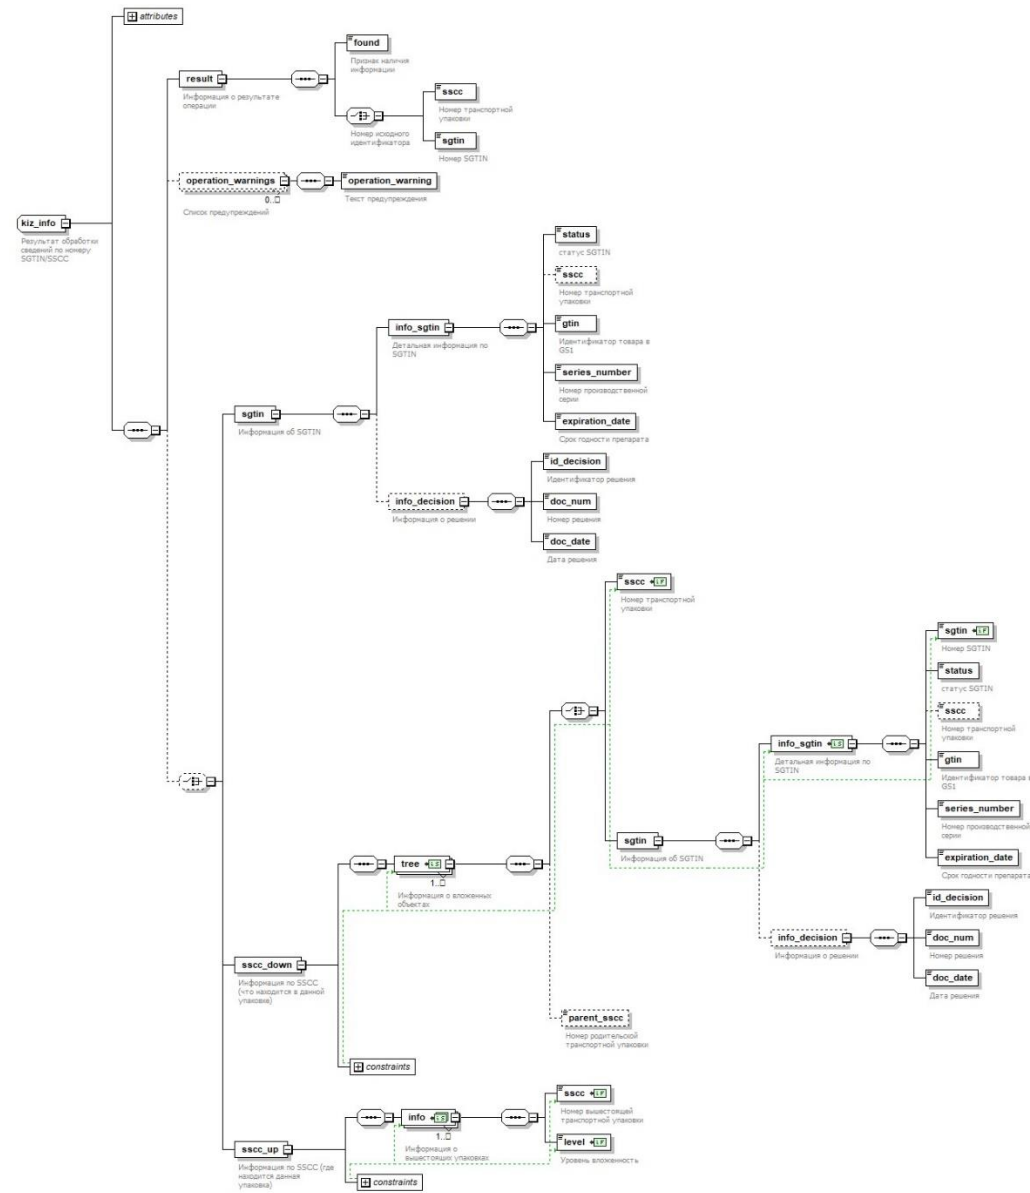 attributes
found
Признак наличия
информации
result
Информация о результате
операции
sscc
Номер транспортной
упаковки
Номер исходного
идентификатора
sgtin
Номер SGTIN
operation_warnings
0..
Список предупреждений
operation_warning
Текст предупреждения
kiz_info
Результат обработки
сведений по номеру
SGTIN/SSCC
status
статус SGTIN
sscc
Номер транспортной
упаковки
info_sgtin
Детальная информация по
SGTIN
gtin
Идентификатор товара в
GS1
series_number
Номер производственной
серии
sgtin
Информация об SGTIN
expiration_date
Срок годности препарата
id_decision
Идентификатор решения
info_decision
Информация о решении
doc_num
Номер решения
doc_date
Дата решения
sscc
Номер транспортной
упаковки
sgtin
Номер SGTIN
status
статус SGTIN
sscc
Номер транспортной
упаковки
info_sgtin
Детальная информация по
SGTIN
gtin
Идентификатор товара в
GS1
series_number
Номер производственной
серии
sgtin
Информация об SGTIN
expiration_date
Срок годности препарата
tree
1..
Информация о вложенных
объектах
id_decision
Идентификатор решения
info_decision
Информация о решении
doc_num
Номер решения
doc_date
Дата решения
sscc_down
Информация по SSCC
(что находится в данной
упаковке)
parent_sscc
Номер родительской
транспортной упаковки
constraints
sscc
Номер вышестоящей
транспортной упаковки
info
1..
Информация о
вышестоящих упаковках
level
Уровень вложенность
sscc_up
Информация по SSCC (где
находится данная
упаковка)
constraints